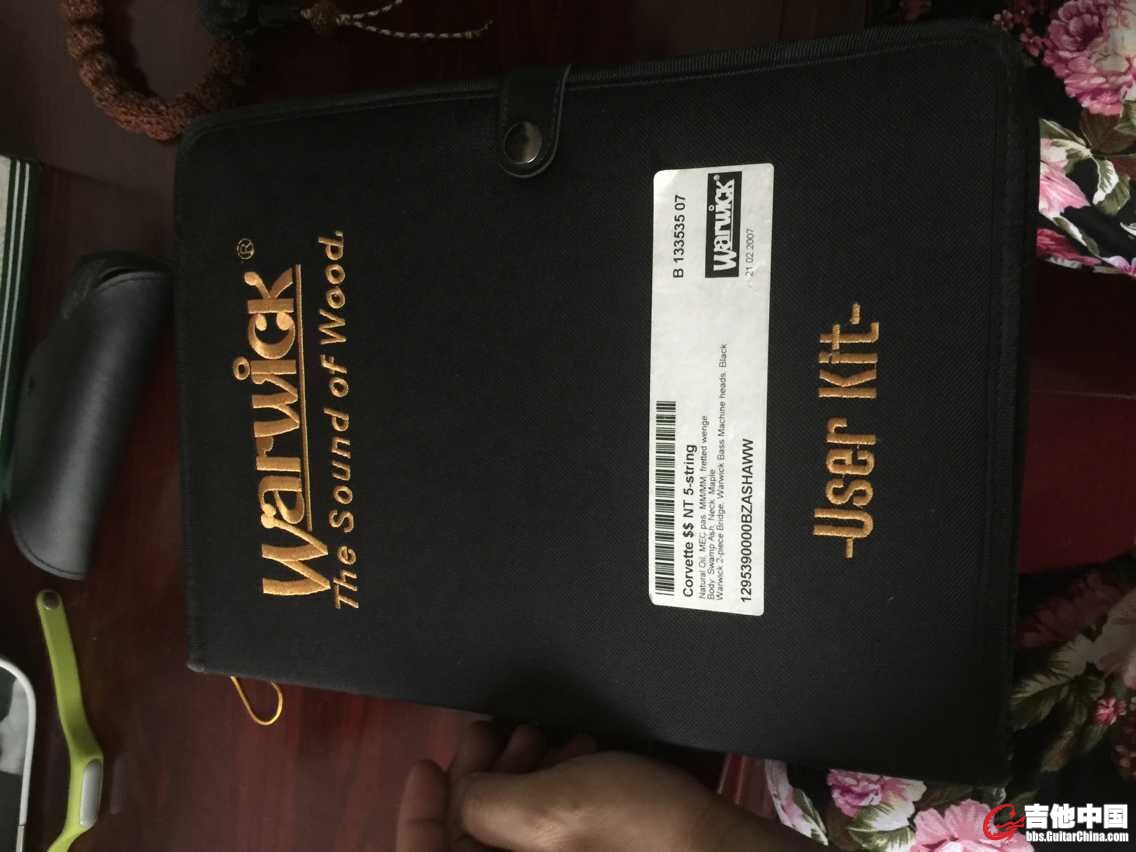 Warwick®
The Sound of Wood.
Corvette $$ NT 5-string
Natural Oil, MEC pas. MM/MM, fretted wenge
Body: Swamp Ash, Neck: Maple
Warwick 2-piece Bridge, Warwick Bass Machine heads, Black
1295390000BZASHAWW
B 133535 07
Warwick®
21.02.2007
-User Kit-
吉他中国
bbs.GuitarChina.com